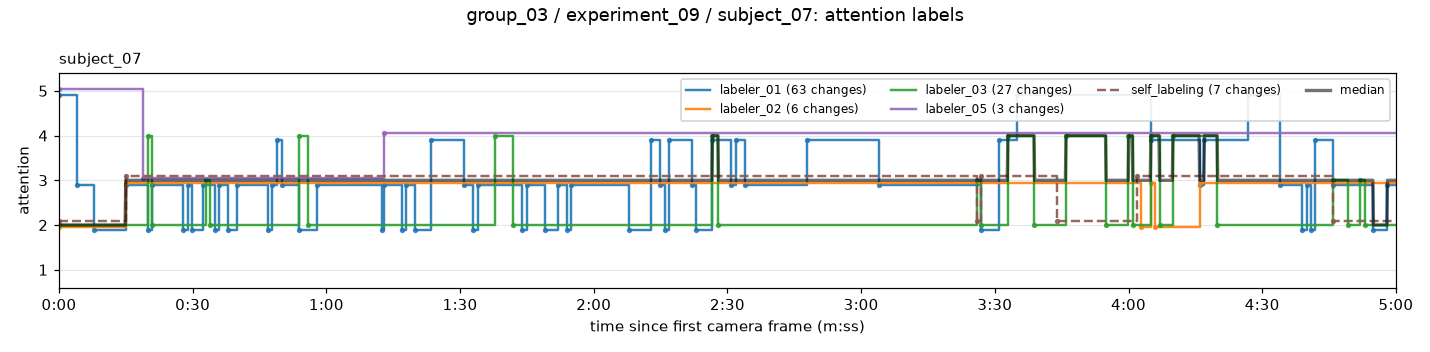 group_03 / experiment_09 / subject_07: attention labels
subject_07
labeler_01 (63 changes)
labeler_02 (6 changes)
labeler_03 (27 changes)
labeler_05 (3 changes)
self_labeling (7 changes)
median
attention
5
4
3
2
1
0:00 0:30 1:00 1:30 2:00 2:30 3:00 3:30 4:00 4:30 5:00
time since first camera frame (m:ss)